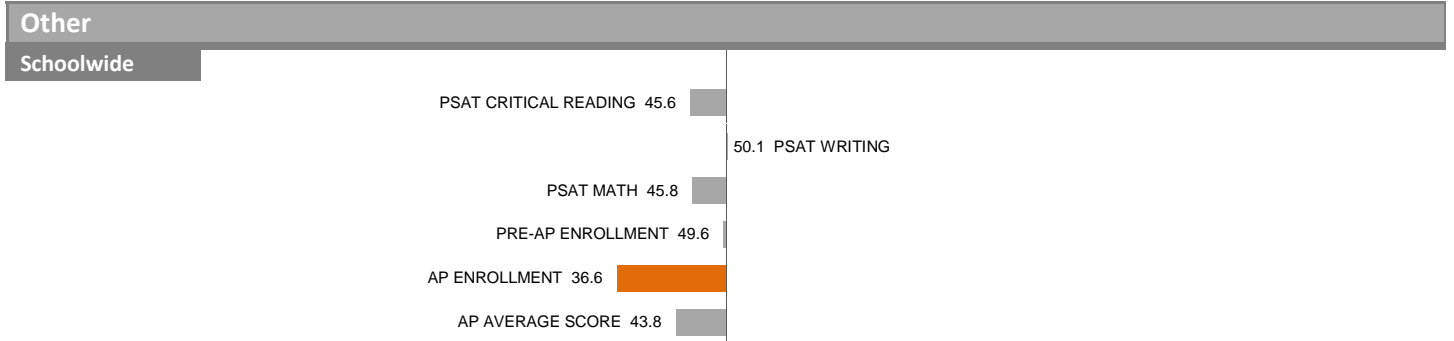 Other
Schoolwide
PSAT CRITICAL READING 45.6
50.1 PSAT WRITING
PSAT MATH 45.8
PRE-AP ENROLLMENT 49.6
AP ENROLLMENT 36.6
AP AVERAGE SCORE 43.8